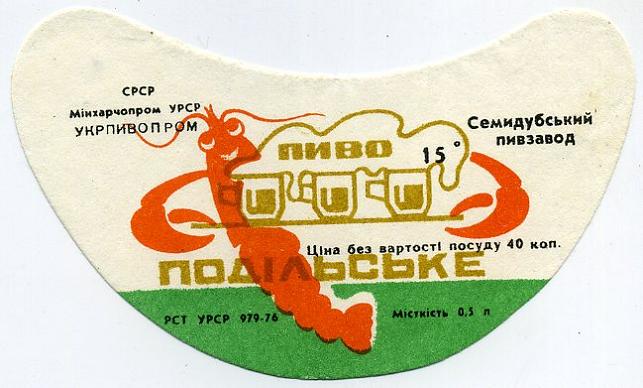 СРСР
Мінхарчопром УРСР
УКРПИВОПРОМ
ПИВО
15°
Семидубський
пивзавод
Ціна без вартості посуду 40 коп.
ПОДІЛЬСЬКЕ
РСТ УРСР 979-76
Місткість 0,5 л